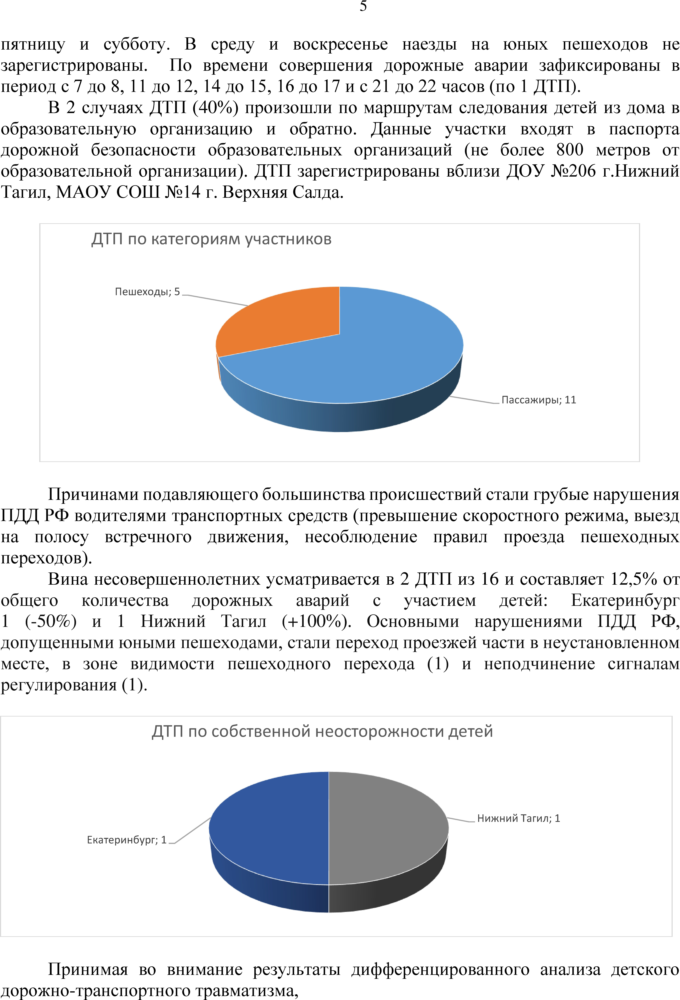 5
пятницу и субботу. В среду и воскресенье наезды на юных пешеходов не
зарегистрированы. По времени совершения дорожные аварии зафиксированы в
период с 7 до 8, 11 до 12, 14 до 15, 16 до 17 и с 21 до 22 часов (по 1 ДТП).
В 2 случаях ДТП (40%) произошли по маршрутам следования детей из дома в
образовательную организацию и обратно. Данные участки входят в паспорта
дорожной безопасности образовательных организаций (не более 800 метров от
образовательной организации). ДТП зарегистрированы вблизи ДОУ №206 г.Нижний
Тагил, МАОУ СОШ №14 г. Верхняя Салда.
ДТП по категориям участников
Пешеходы; 5
Пассажиры; 11
Причинами подавляющего большинства происшествий стали грубые нарушения
ПДД РФ водителями транспортных средств (превышение скоростного режима, выезд
на полосу встречного движения, несоблюдение правил проезда пешеходных
переходов).
Вина несовершеннолетних усматривается в 2 ДТП из 16 и составляет 12,5% от
общего количества дорожных аварий с участием детей: Екатеринбург
1 (-50%) и 1 Нижний Тагил (+100%). Основными нарушениями ПДД РФ,
допущенными юными пешеходами, стали переход проезжей части в неустановленном
месте, в зоне видимости пешеходного перехода (1) и неподчинение сигналам
регулирования (1).
ДТП по собственной неосторожности детей
Нижний Тагил; 1
Екатеринбург; 1
Принимая во внимание результаты дифференцированного анализа детского
дорожно-транспортного травматизма,